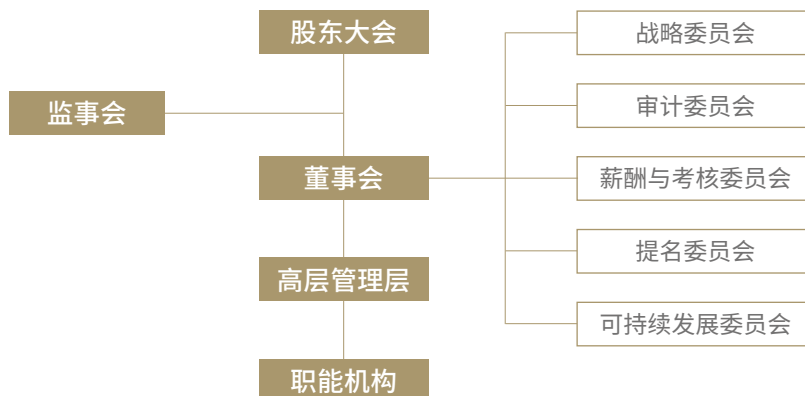 股东大会
监事会
董事会
高层管理层
职能机构
战略委员会
审计委员会
薪酬与考核委员会
提名委员会
可持续发展委员会